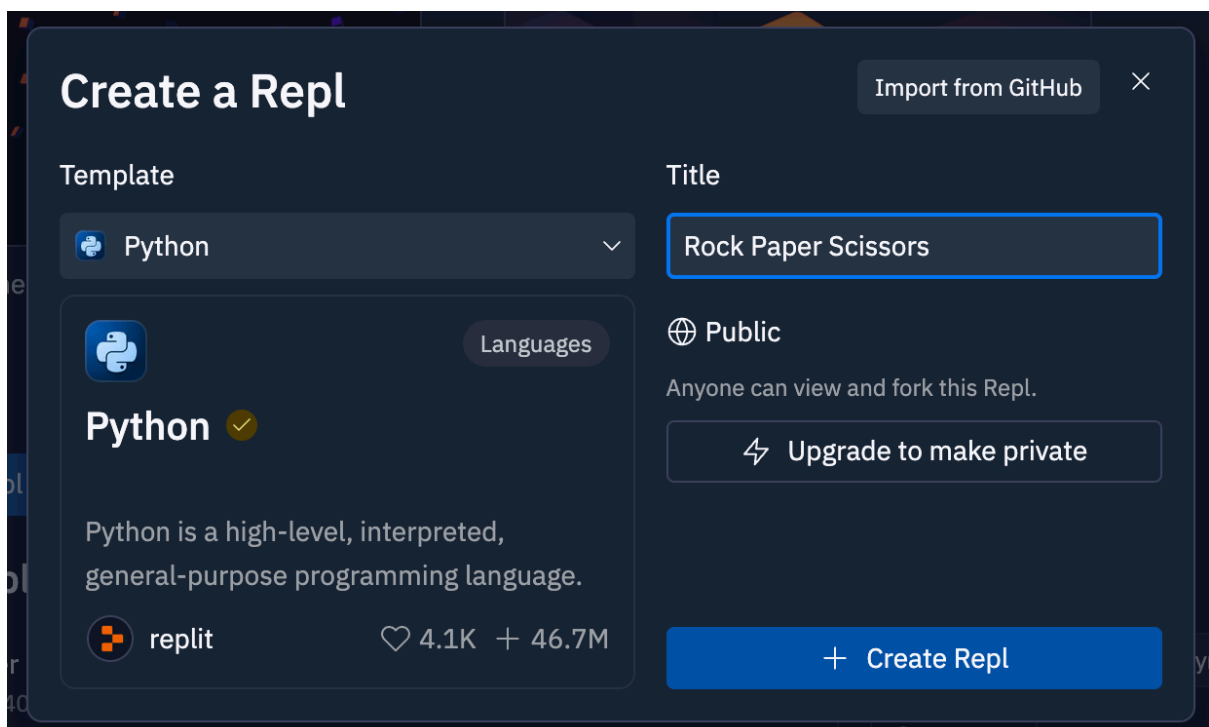 Create a Repl
Import from GitHub
Template
Title
Python
Rock Paper Scissors
Languages
Python
Public
Anyone can view and fork this Repl.
Upgrade to make private
Python is a high-level, interpreted,
general-purpose programming language.
replit
4.1K
46.7M
Create Repl